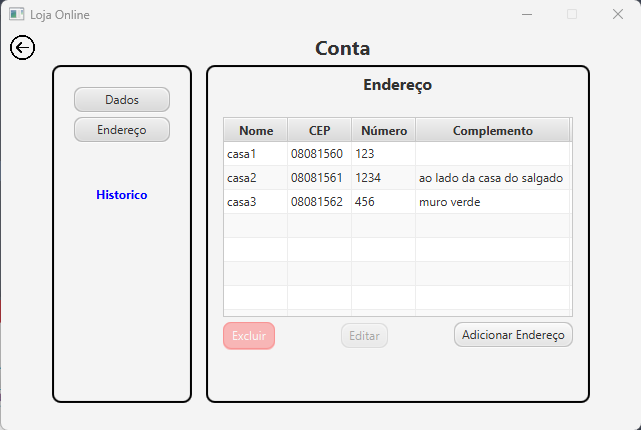 Loja Online
Conta
Dados
Endereço
Historico
Endereço
Nome CEP Número Complemento
casa1 08081560 123
casa2 08081561 1234 ao lado da casa do salgado
casa3 08081562 456 muro verde
Excluir Editar Adicionar Endereço